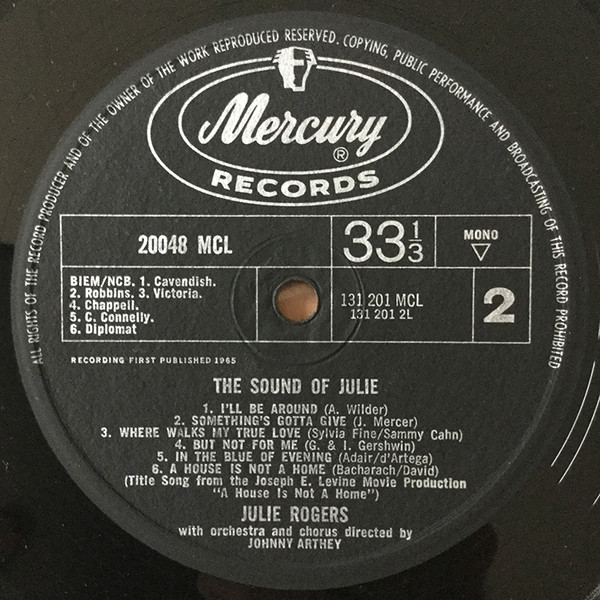 ALL RIGHTS OF THE RECORD PRODUCER AND OF THE OWNER OF THE WORK REPRODUCED RESERVED. COPYING, PUBLIC PERFORMANCE AND BROADCASTING OF THIS RECORD PROHIBITED
Mercury ®
RECORDS
20048 MCL
33 1/3
MONO
BIEM/NCB. 1. Cavendish.
2. Robbins. 3. Victoria.
4. Chappell.
5. C. Connelly.
6. Diplomat
131 201 MCL
131 201 2L
2
RECORDING FIRST PUBLISHED 1965
THE SOUND OF JULIE
1. I'LL BE AROUND (A. Wilder)
2. SOMETHING'S GOTTA GIVE (J. Mercer)
3. WHERE WALKS MY TRUE LOVE (Sylvia Fine/Sammy Cahn)
4. BUT NOT FOR ME (G. & I. Gershwin)
5. IN THE BLUE OF EVENING (Adair/d'Artega)
6. A HOUSE IS NOT A HOME (Bacharach/David)
(Title Song from the Joseph E. Levine Movie Production
"A House Is Not A Home")
JULIE ROGERS
with orchestra and chorus directed by
JOHNNY ARTHEY